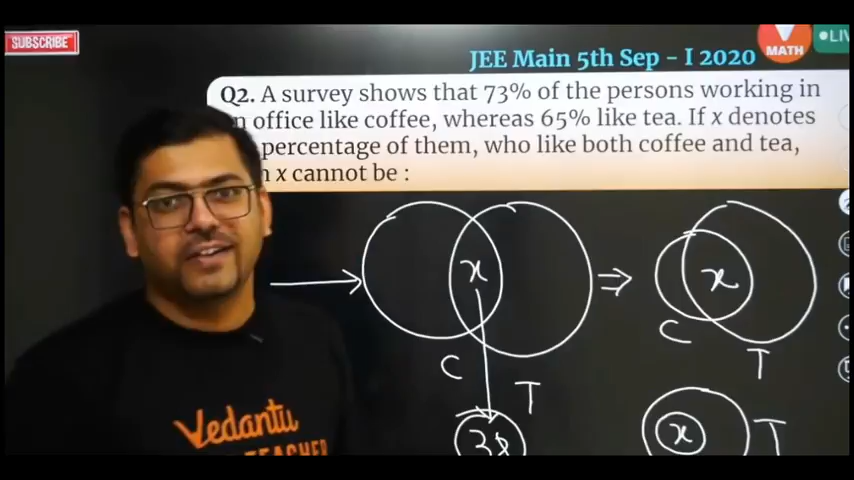 SUBSCRIBE
JEE Main 5th Sep - I 2020
MATH
LIV
Q2. A survey shows that 73% of the persons working in
n office like coffee, whereas 65% like tea. If x denotes
percentage of them, who like both coffee and tea,
n x cannot be :
x
x
C
T
C
T
38
x
T
Vedantu
TEACHER